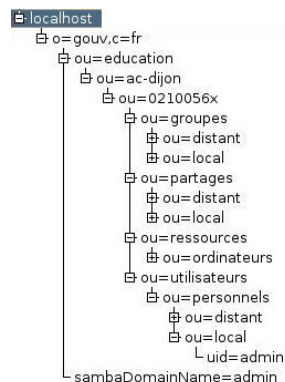 localhost
o=gouv,c=fr
ou=education
ou=ac-dijon
ou=0210056x
ou=groupes
ou=distant
ou=local
ou=partages
ou=distant
ou=local
ou=ressources
ou=ordinateurs
ou=utilisateurs
ou=personnels
ou=distant
ou=local
uid=admin
sambaDomainName=admin